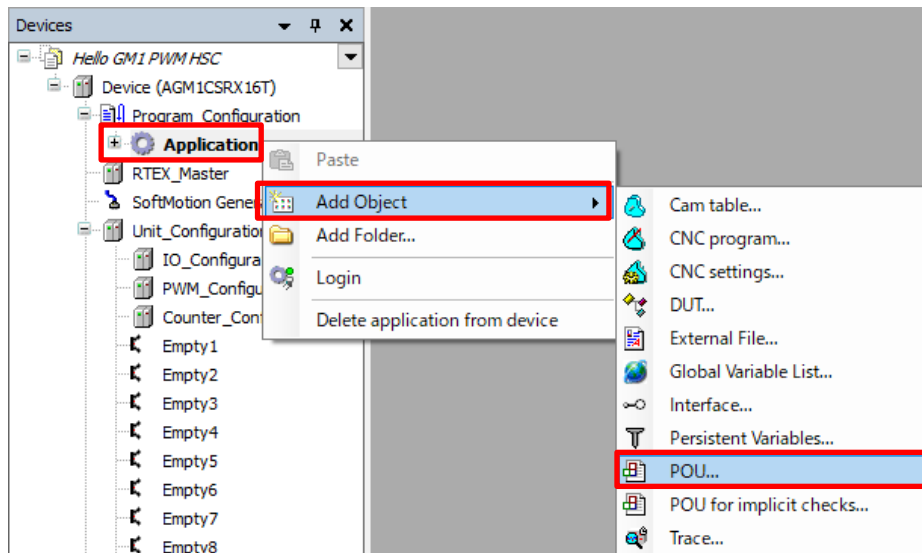 Devices
Hello GM1 PWM HSC
Device (AGM1CSRX16T)
Program_Configuration
Application
RTEX_Master
SoftMotion Gener
Unit_Configuration
IO_Configura
PWM_Configu
Counter_Con
Empty1
Empty2
Empty3
Empty4
Empty5
Empty6
Empty7
Empty8
Paste
Add Object
Add Folder...
Login
Delete application from device
Cam table...
CNC program...
CNC settings...
DUT...
External File...
Global Variable List...
Interface...
Persistent Variables...
POU...
POU for implicit checks...
Trace...